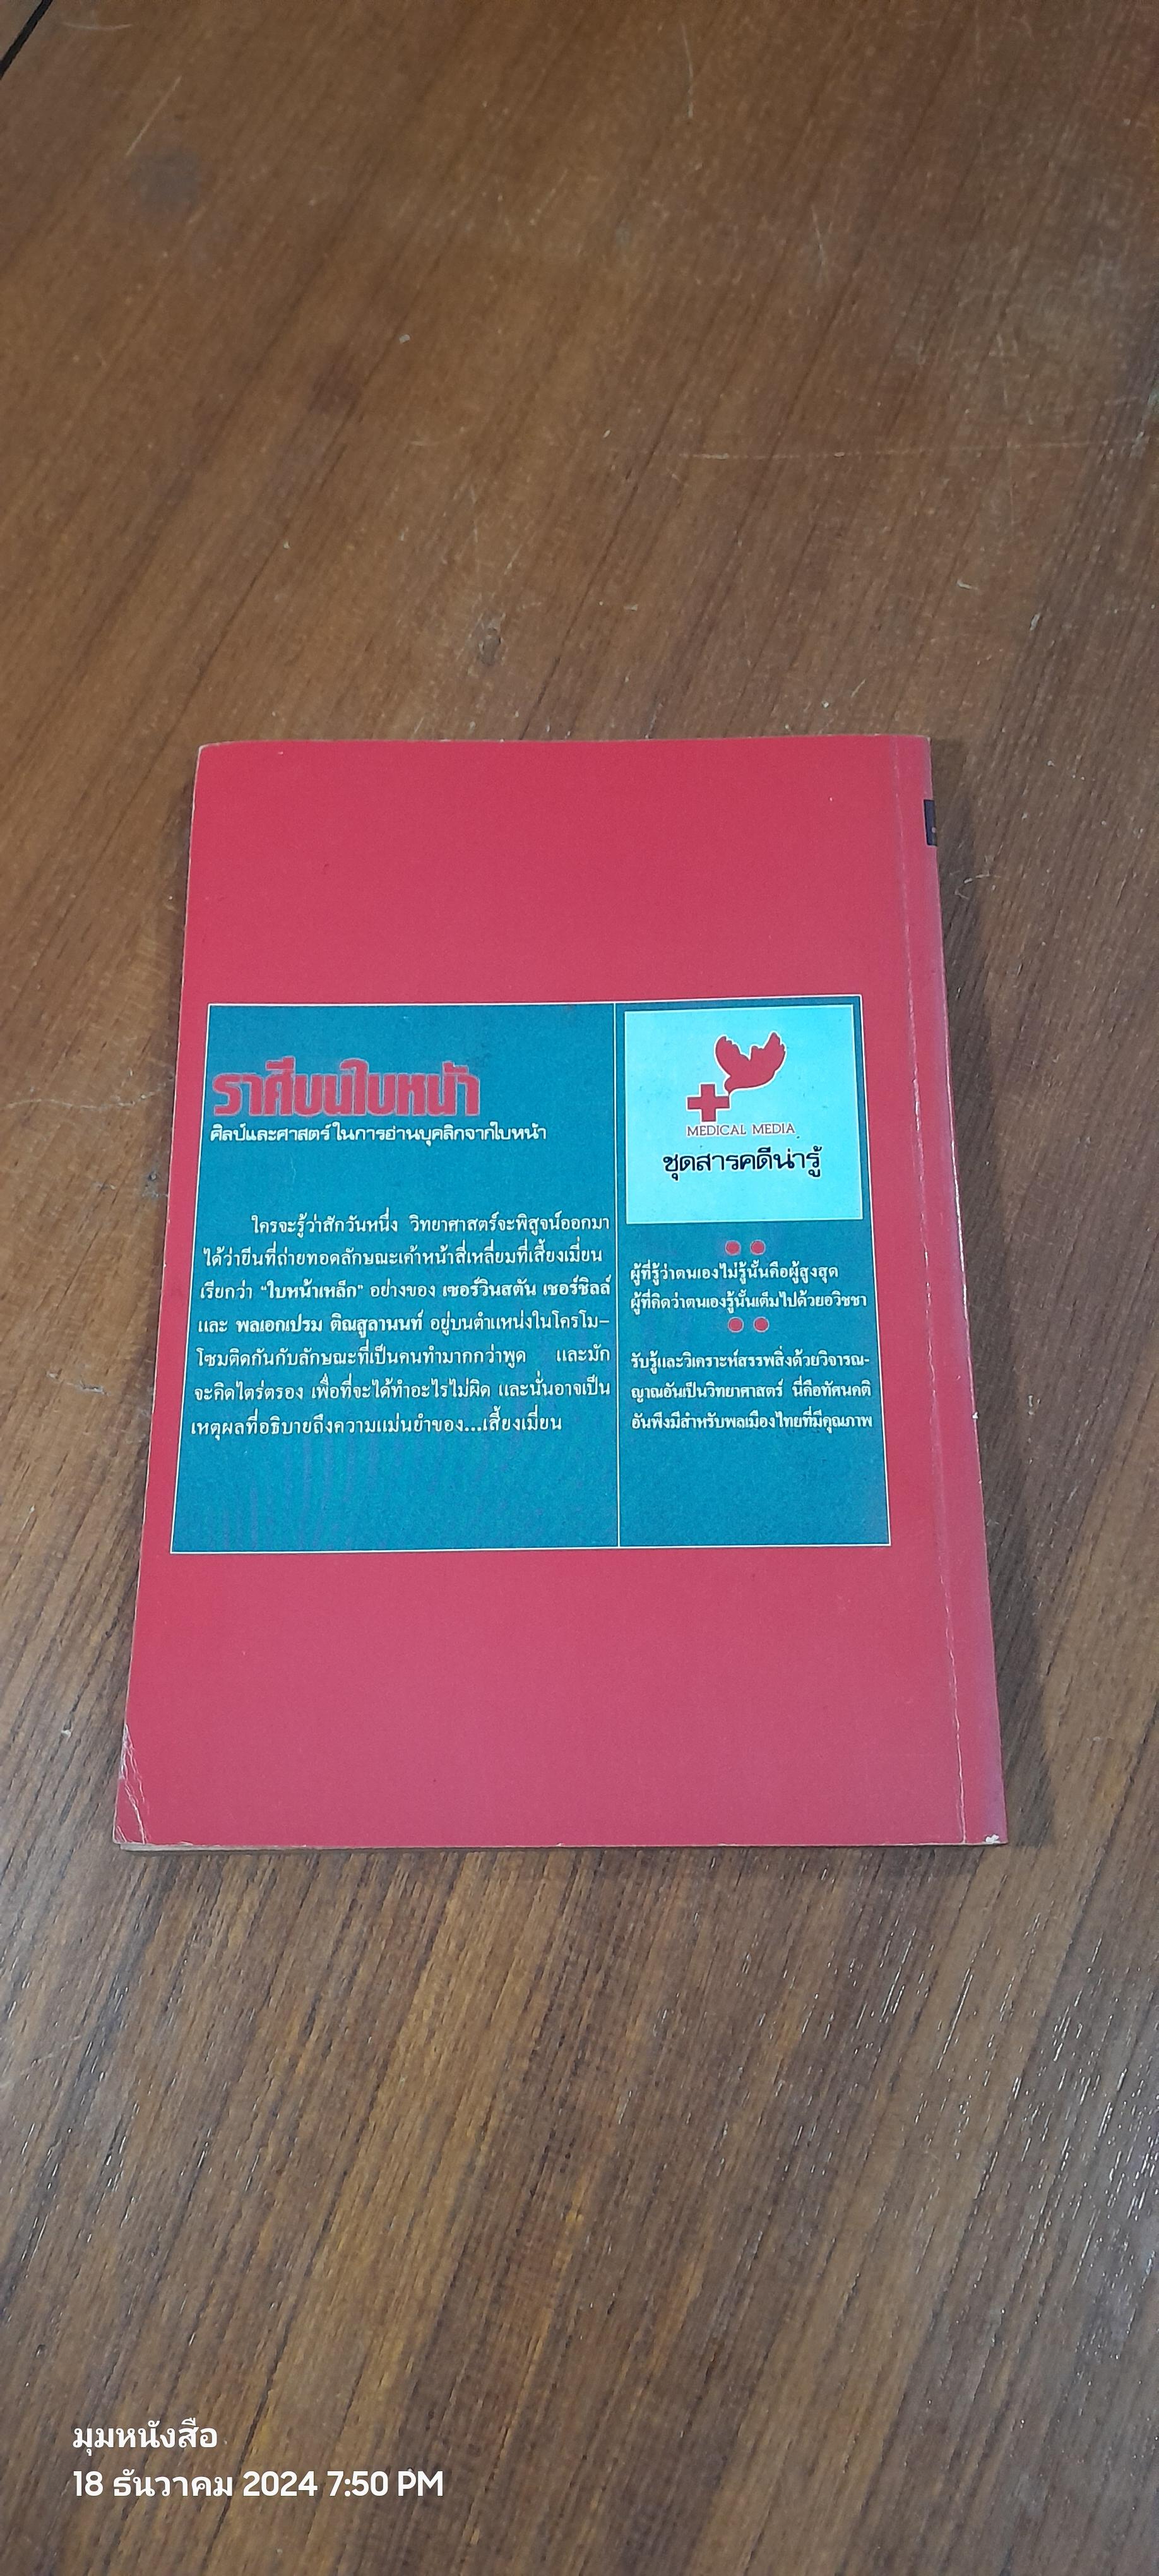 ราศีบนใบหน้า
ศิลป์และศาสตร์ในการอ่านบุคลิกจากใบหน้า
ใครจะรู้ว่าสักวันหนึ่ง วิทยาศาสตร์จะพิสูจน์ออกมา
ได้ว่ายีนที่ถ่ายทอดลักษณะเค้าหน้าสี่เหลี่ยมที่เสี้ยงเมี่ยน
เรียกว่า “ใบหน้าเหล็ก” อย่างของ เซอร์วินสตัน เชอร์ชิลล์
และ พลเอกเปรม ติณสูลานนท์ อยู่บนตำแหน่งในโครโม–
โซมติดกันกับลักษณะที่เป็นคนทำมากกว่าพูด และมัก
จะคิดไตร่ตรอง เพื่อที่จะได้ทำอะไรไม่ผิด และนั่นอาจเป็น
เหตุผลที่อธิบายถึงความแม่นยำของ...เสี้ยงเมี่ยน
MEDICAL MEDIA
ชุดสารคดีน่ารู้
ผู้ที่รู้ว่าตนเองไม่รู้นั้นคือผู้สูงสุด
ผู้ที่คิดว่าตนเองรู้นั้นเต็มไปด้วยอวิชชา
รับรู้และวิเคราะห์สรรพสิ่งด้วยวิจารณ-
ญาณอันเป็นวิทยาศาสตร์ นี่คือทัศนคติ
อันพึงมีสำหรับพลเมืองไทยที่มีคุณภาพ
มุมหนังสือ
18 ธันวาคม 2024 7:50 PM